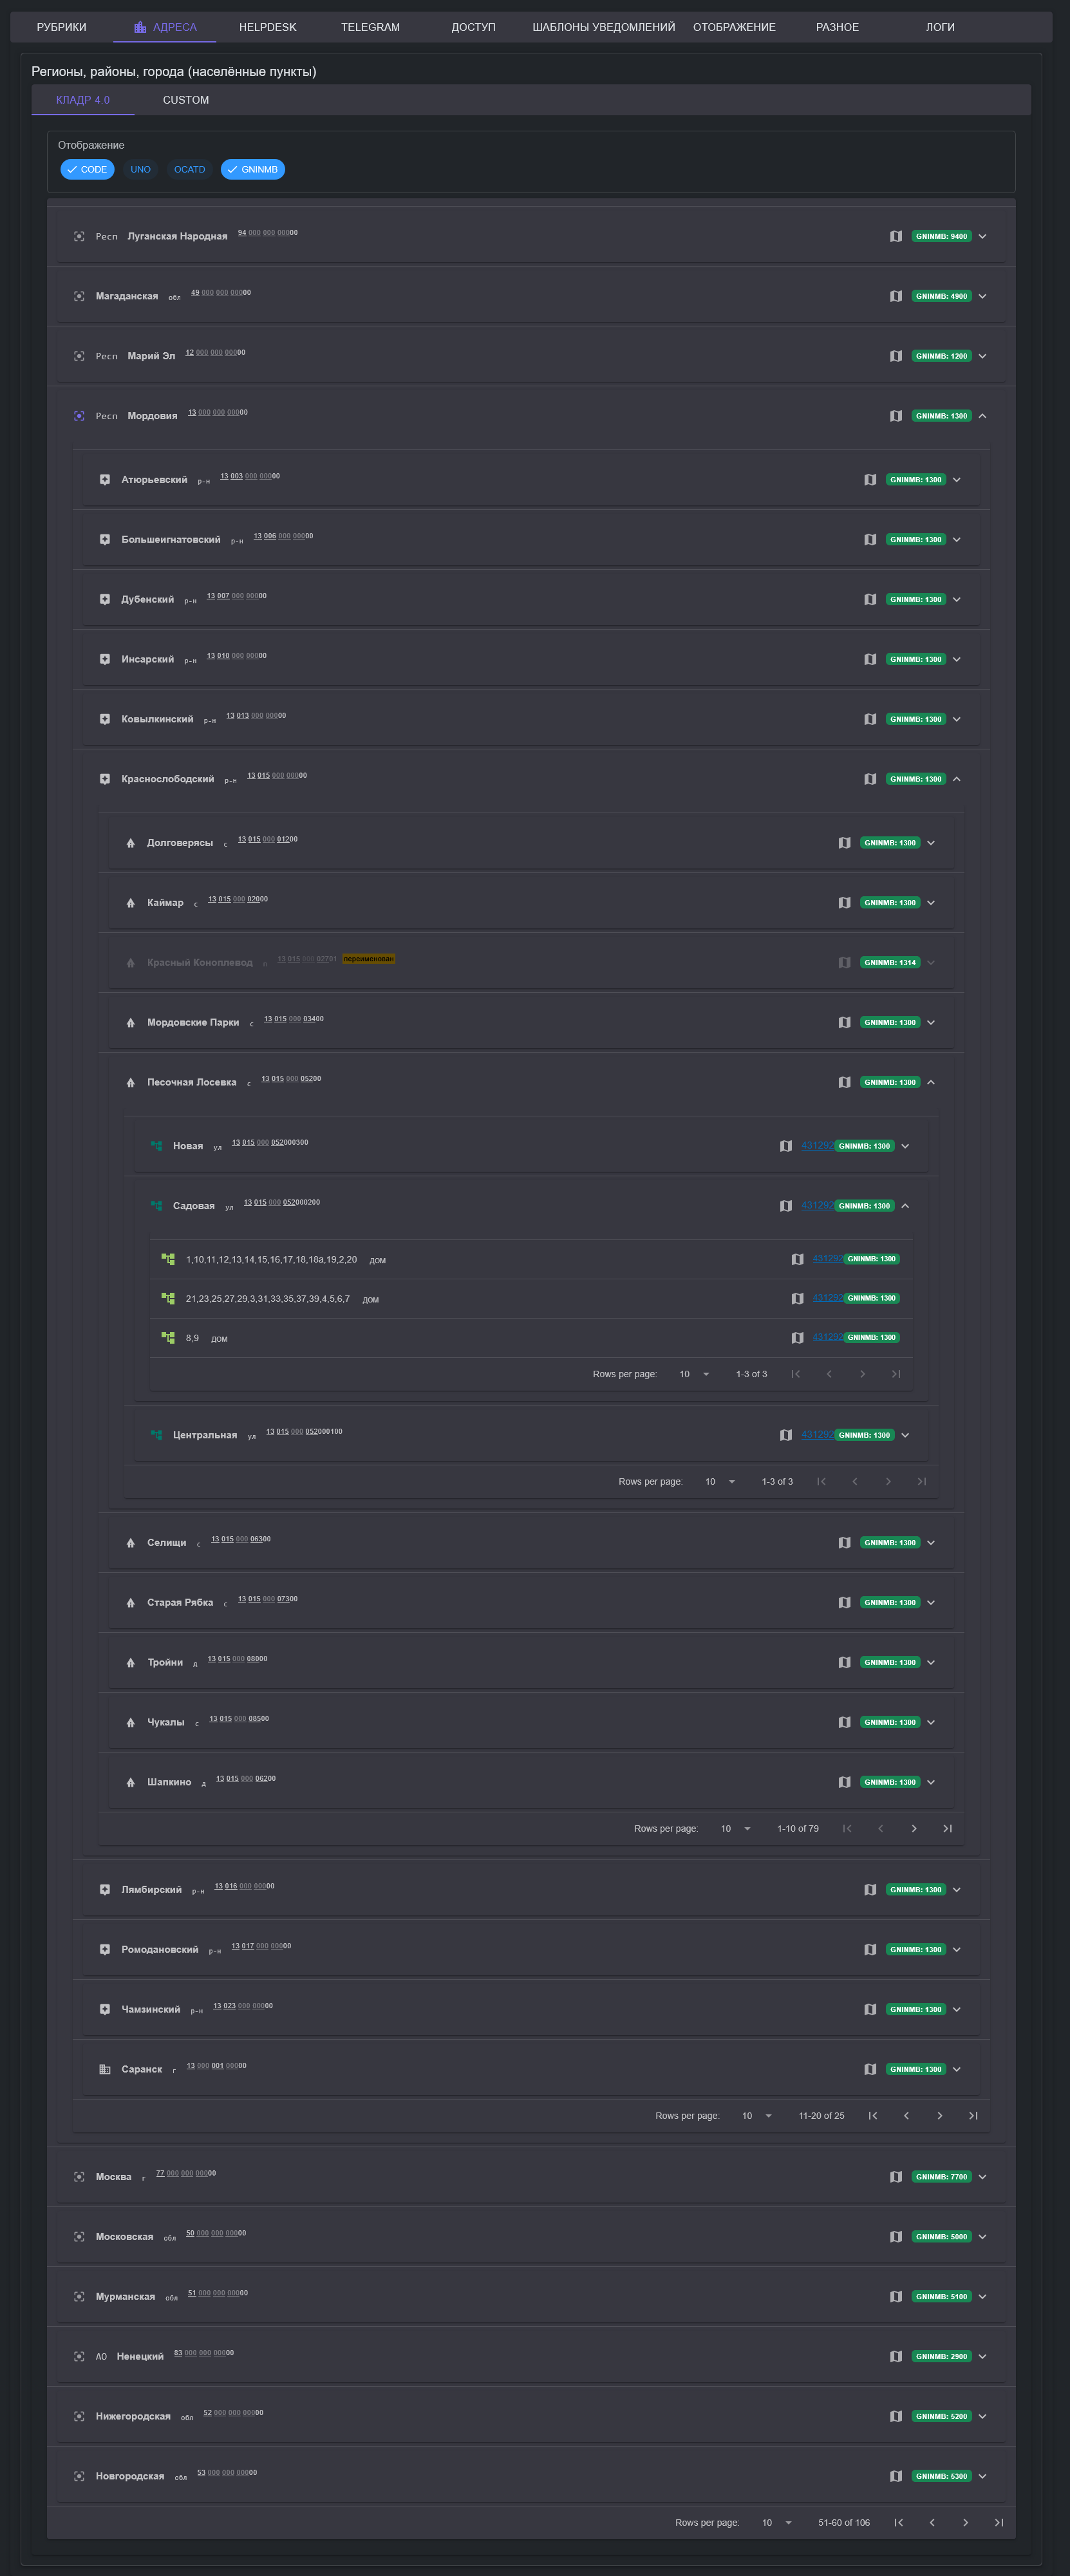 РУБРИКИ АДРЕСА HELPDESK TELEGRAM ДОСТУП ШАБЛОНЫ УВЕДОМЛЕНИЙ ОТОБРАЖЕНИЕ РАЗНОЕ ЛОГИ
Регионы, районы, города (населённые пункты)
КЛАДР 4.0 CUSTOM
Отображение
CODE UNO OCATD GNINMB
Респ Луганская Народная 94 000 000 00000 GNINMB: 9400
Магаданская обл 49 000 000 00000 GNINMB: 4900
Респ Марий Эл 12 000 000 00000 GNINMB: 1200
Респ Мордовия 13 000 000 00000 GNINMB: 1300
Атюрьевский р-н 13 003 000 00000 GNINMB: 1300
Большеигнатовский р-н 13 006 000 00000 GNINMB: 1300
Дубенский р-н 13 007 000 00000 GNINMB: 1300
Инсарский р-н 13 010 000 00000 GNINMB: 1300
Ковылкинский р-н 13 013 000 00000 GNINMB: 1300
Краснослободский р-н 13 015 000 00000 GNINMB: 1300
Долговерясы с 13 015 000 01200 GNINMB: 1300
Каймар с 13 015 000 02000 GNINMB: 1300
Красный Коноплевод 13 015 000 02701 переименован GNINMB: 1314
Мордовские Парки с 13 015 000 03400 GNINMB: 1300
Песочная Лосевка с 13 015 000 05200 GNINMB: 1300
Новая ул 13 015 000 052000300 431292 GNINMB: 1300
Садовая ул 13 015 000 052000200 431292 GNINMB: 1300
1,10,11,12,13,14,15,16,17,18,18а,19,2,20 дом 431292 GNINMB: 1300
21,23,25,27,29,3,31,33,35,37,39,4,5,6,7 дом 431292 GNINMB: 1300
8,9 дом 431292 GNINMB: 1300
Rows per page: 10 1-3 of 3
Центральная ул 13 015 000 052000100 431292 GNINMB: 1300
Rows per page: 10 1-3 of 3
Селищи с 13 015 000 06300 GNINMB: 1300
Старая Рябка с 13 015 000 07300 GNINMB: 1300
Тройни д 13 015 000 08000 GNINMB: 1300
Чукалы с 13 015 000 08500 GNINMB: 1300
Шапкино д 13 015 000 06200 GNINMB: 1300
Rows per page: 10 1-10 of 79
Лямбирский р-н 13 016 000 00000 GNINMB: 1300
Ромодановский р-н 13 017 000 00000 GNINMB: 1300
Чамзинский р-н 13 023 000 00000 GNINMB: 1300
Саранск г 13 000 001 00000 GNINMB: 1300
Rows per page: 10 11-20 of 25
Москва г 77 000 000 00000 GNINMB: 7700
Московская обл 50 000 000 00000 GNINMB: 5000
Мурманская обл 51 000 000 00000 GNINMB: 5100
АО Ненецкий 83 000 000 00000 GNINMB: 2900
Нижегородская обл 52 000 000 00000 GNINMB: 5200
Новгородская обл 53 000 000 00000 GNINMB: 5300
Rows per page: 10 51-60 of 106